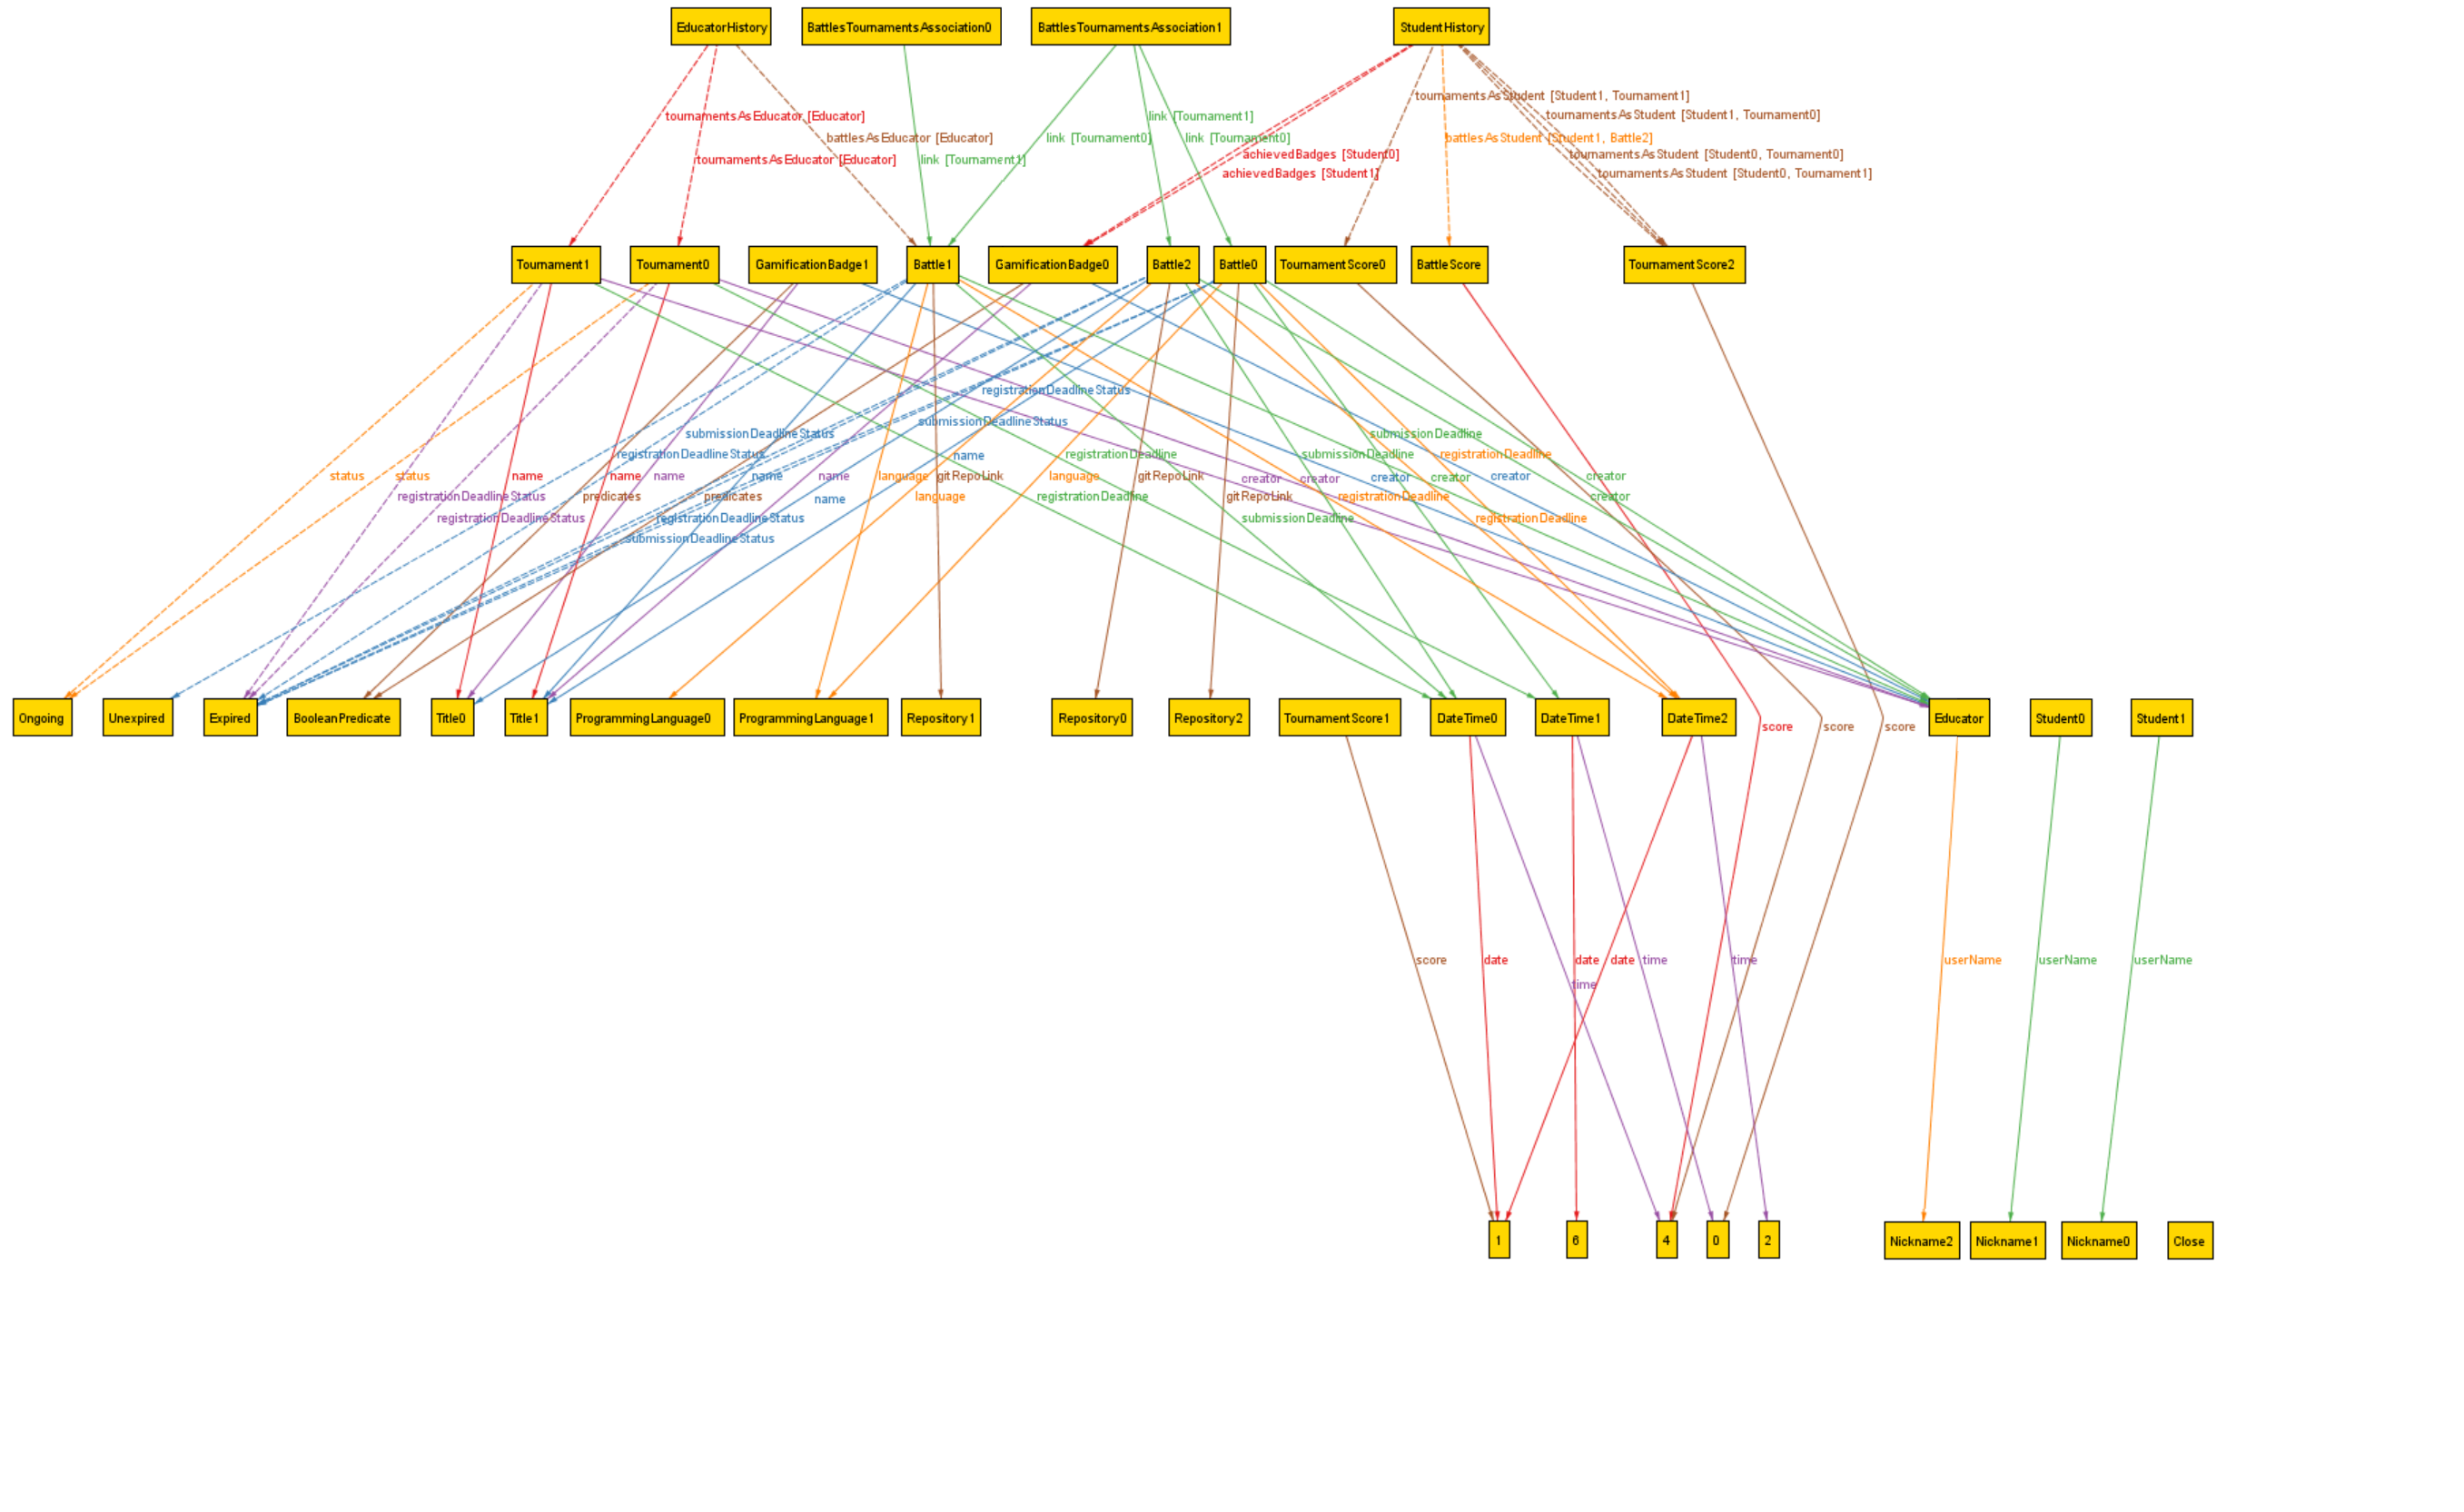 EducatorHistory
BattlesTournamentsAssociation0
BattlesTournamentsAssociation1
StudentHistory
tournamentsAsStudent [Student1, Tournament1]
tournamentsAsEducator [Educator]
link [Tournament1]
tournamentsAsStudent [Student1, Tournament0]
battlesAsEducator [Educator]
link [Tournament0]
link [Tournament0]
battlesAsStudent [Student1, Battle2]
tournamentsAsEducator [Educator]
link [Tournament1]
achievedBadges [Student0]
tournamentsAsStudent [Student0, Tournament0]
achievedBadges [Student1]
tournamentsAsStudent [Student0, Tournament1]
Tournament1
Tournament0
GamificationBadge1
Battle1
GamificationBadge0
Battle2
Battle0
TournamentScore0
BattleScore
TournamentScore2
registrationDeadlineStatus
submissionDeadlineStatus
submissionDeadlineStatus
submissionDeadline
registrationDeadlineStatus
name
registrationDeadline
submissionDeadline
registrationDeadline
status
status
name
name
name
name
name
language
gitRepoLink
language
gitRepoLink
creator
creator
creator
creator
creator
creator
registrationDeadlineStatus
predicates
predicates
name
language
registrationDeadline
gitRepoLink
registrationDeadline
creator
registrationDeadlineStatus
registrationDeadlineStatus
submissionDeadline
registrationDeadline
submissionDeadlineStatus
Ongoing
Unexpired
Expired
BooleanPredicate
Title0
Title1
ProgrammingLanguage0
ProgrammingLanguage1
Repository1
Repository0
Repository2
TournamentScore1
DateTime0
DateTime1
DateTime2
Educator
Student0
Student1
score
score
score
score
date
date
date
time
time
userName
userName
userName
time
1
6
4
0
2
Nickname2
Nickname1
Nickname0
Close